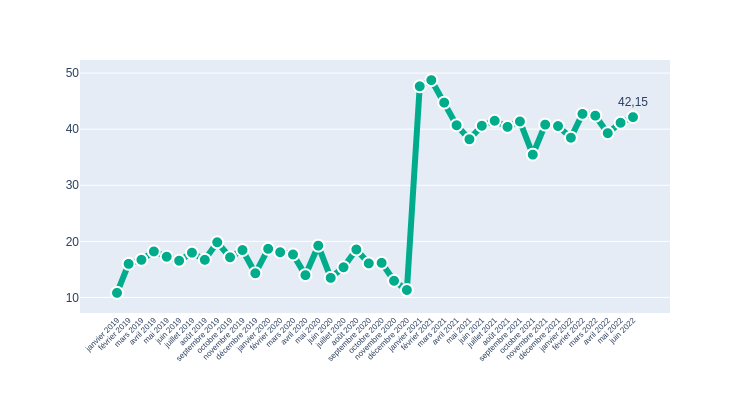 50
40
30
20
10
42,15
janvier 2019
février 2019
mars 2019
avril 2019
mai 2019
juin 2019
juillet 2019
août 2019
septembre 2019
octobre 2019
novembre 2019
décembre 2019
janvier 2020
février 2020
mars 2020
avril 2020
mai 2020
juin 2020
juillet 2020
août 2020
septembre 2020
octobre 2020
novembre 2020
décembre 2020
janvier 2021
février 2021
mars 2021
avril 2021
mai 2021
juin 2021
juillet 2021
août 2021
septembre 2021
octobre 2021
novembre 2021
décembre 2021
janvier 2022
février 2022
mars 2022
avril 2022
mai 2022
juin 2022